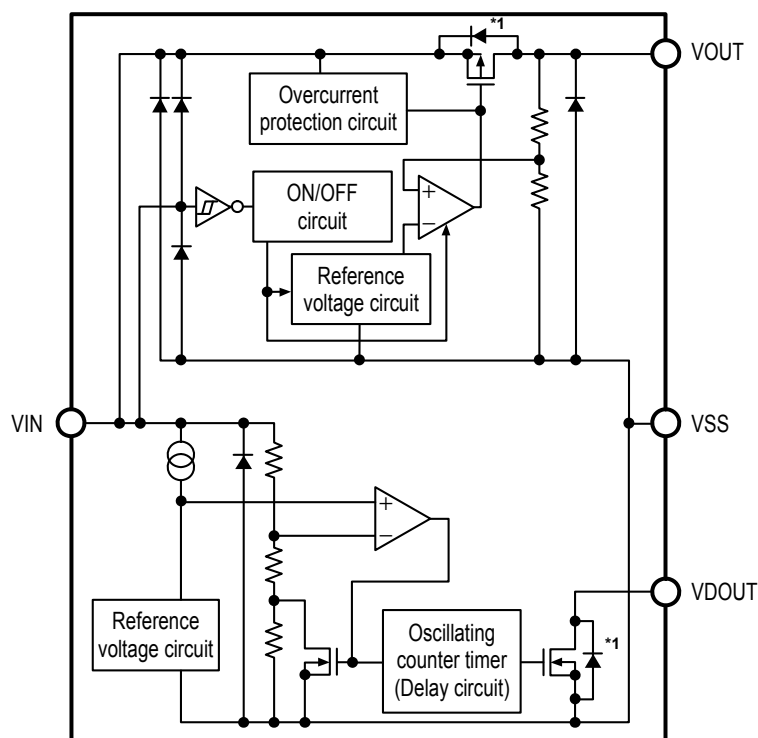 *1
VOUT
Overcurrent
protection circuit
ON/OFF
circuit
+
−
Reference
voltage circuit
VIN
VSS
+
−
VDOUT
Reference
voltage circuit
Oscillating
counter timer
(Delay circuit)
*1